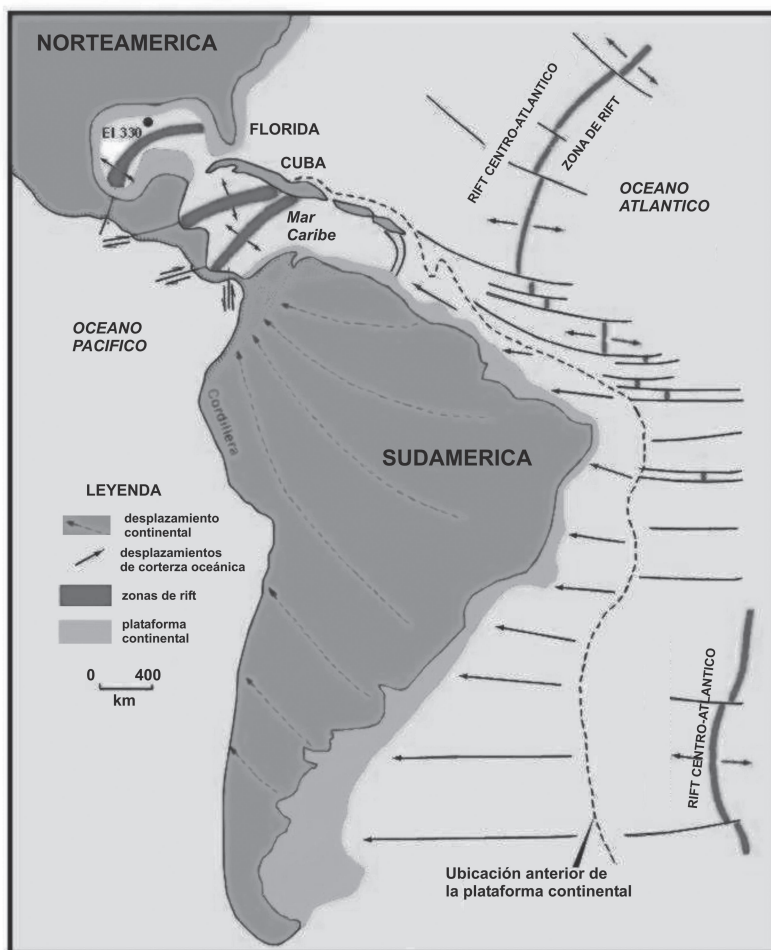 NORTEAMERICA
EI 330
FLORIDA
CUBA
Mar
Caribe
RIFT CENTRO-ATLANTICO
ZONA DE RIFT
OCEANO
ATLANTICO
OCEANO
PACIFICO
Cordillera
SUDAMERICA
LEYENDA
desplazamiento
continental
desplazamientos
de corterza oceánica
zonas de rift
plataforma
continental
0 400
km
RIFT CENTRO-ATLANTICO
Ubicación anterior de
la plataforma continental